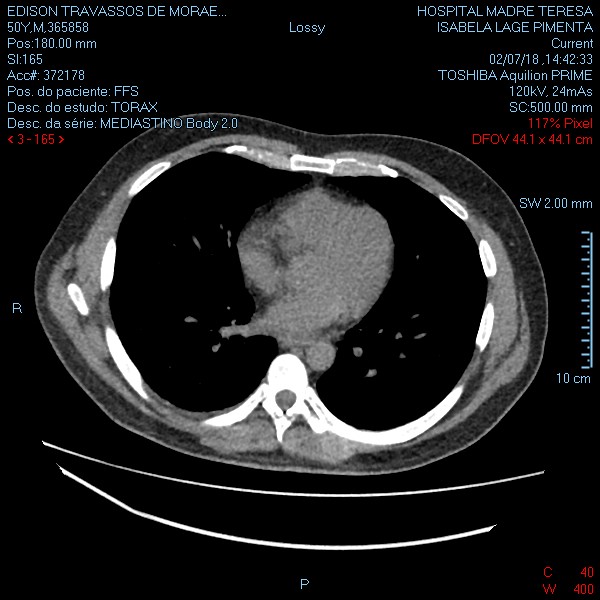 EDISON TRAVASSOS DE MORAE...
50Y,M,365858
Pos:180.00 mm
SI:165
Acc#: 372178
Pos. do paciente: FFS
Desc. do estudo: TORAX
Desc. da série: MEDIASTINO Body 2.0
< 3 - 165 >
Lossy
HOSPITAL MADRE TERESA
ISABELA LAGE PIMENTA
Current
02/07/18 ,14:42:33
TOSHIBA Aquilion PRIME
120kV, 24mAs
SC:500.00 mm
117% Pixel
DFOV 44.1 x 44.1 cm
SW 2.00 mm
R
10 cm
P
C 40
W 400